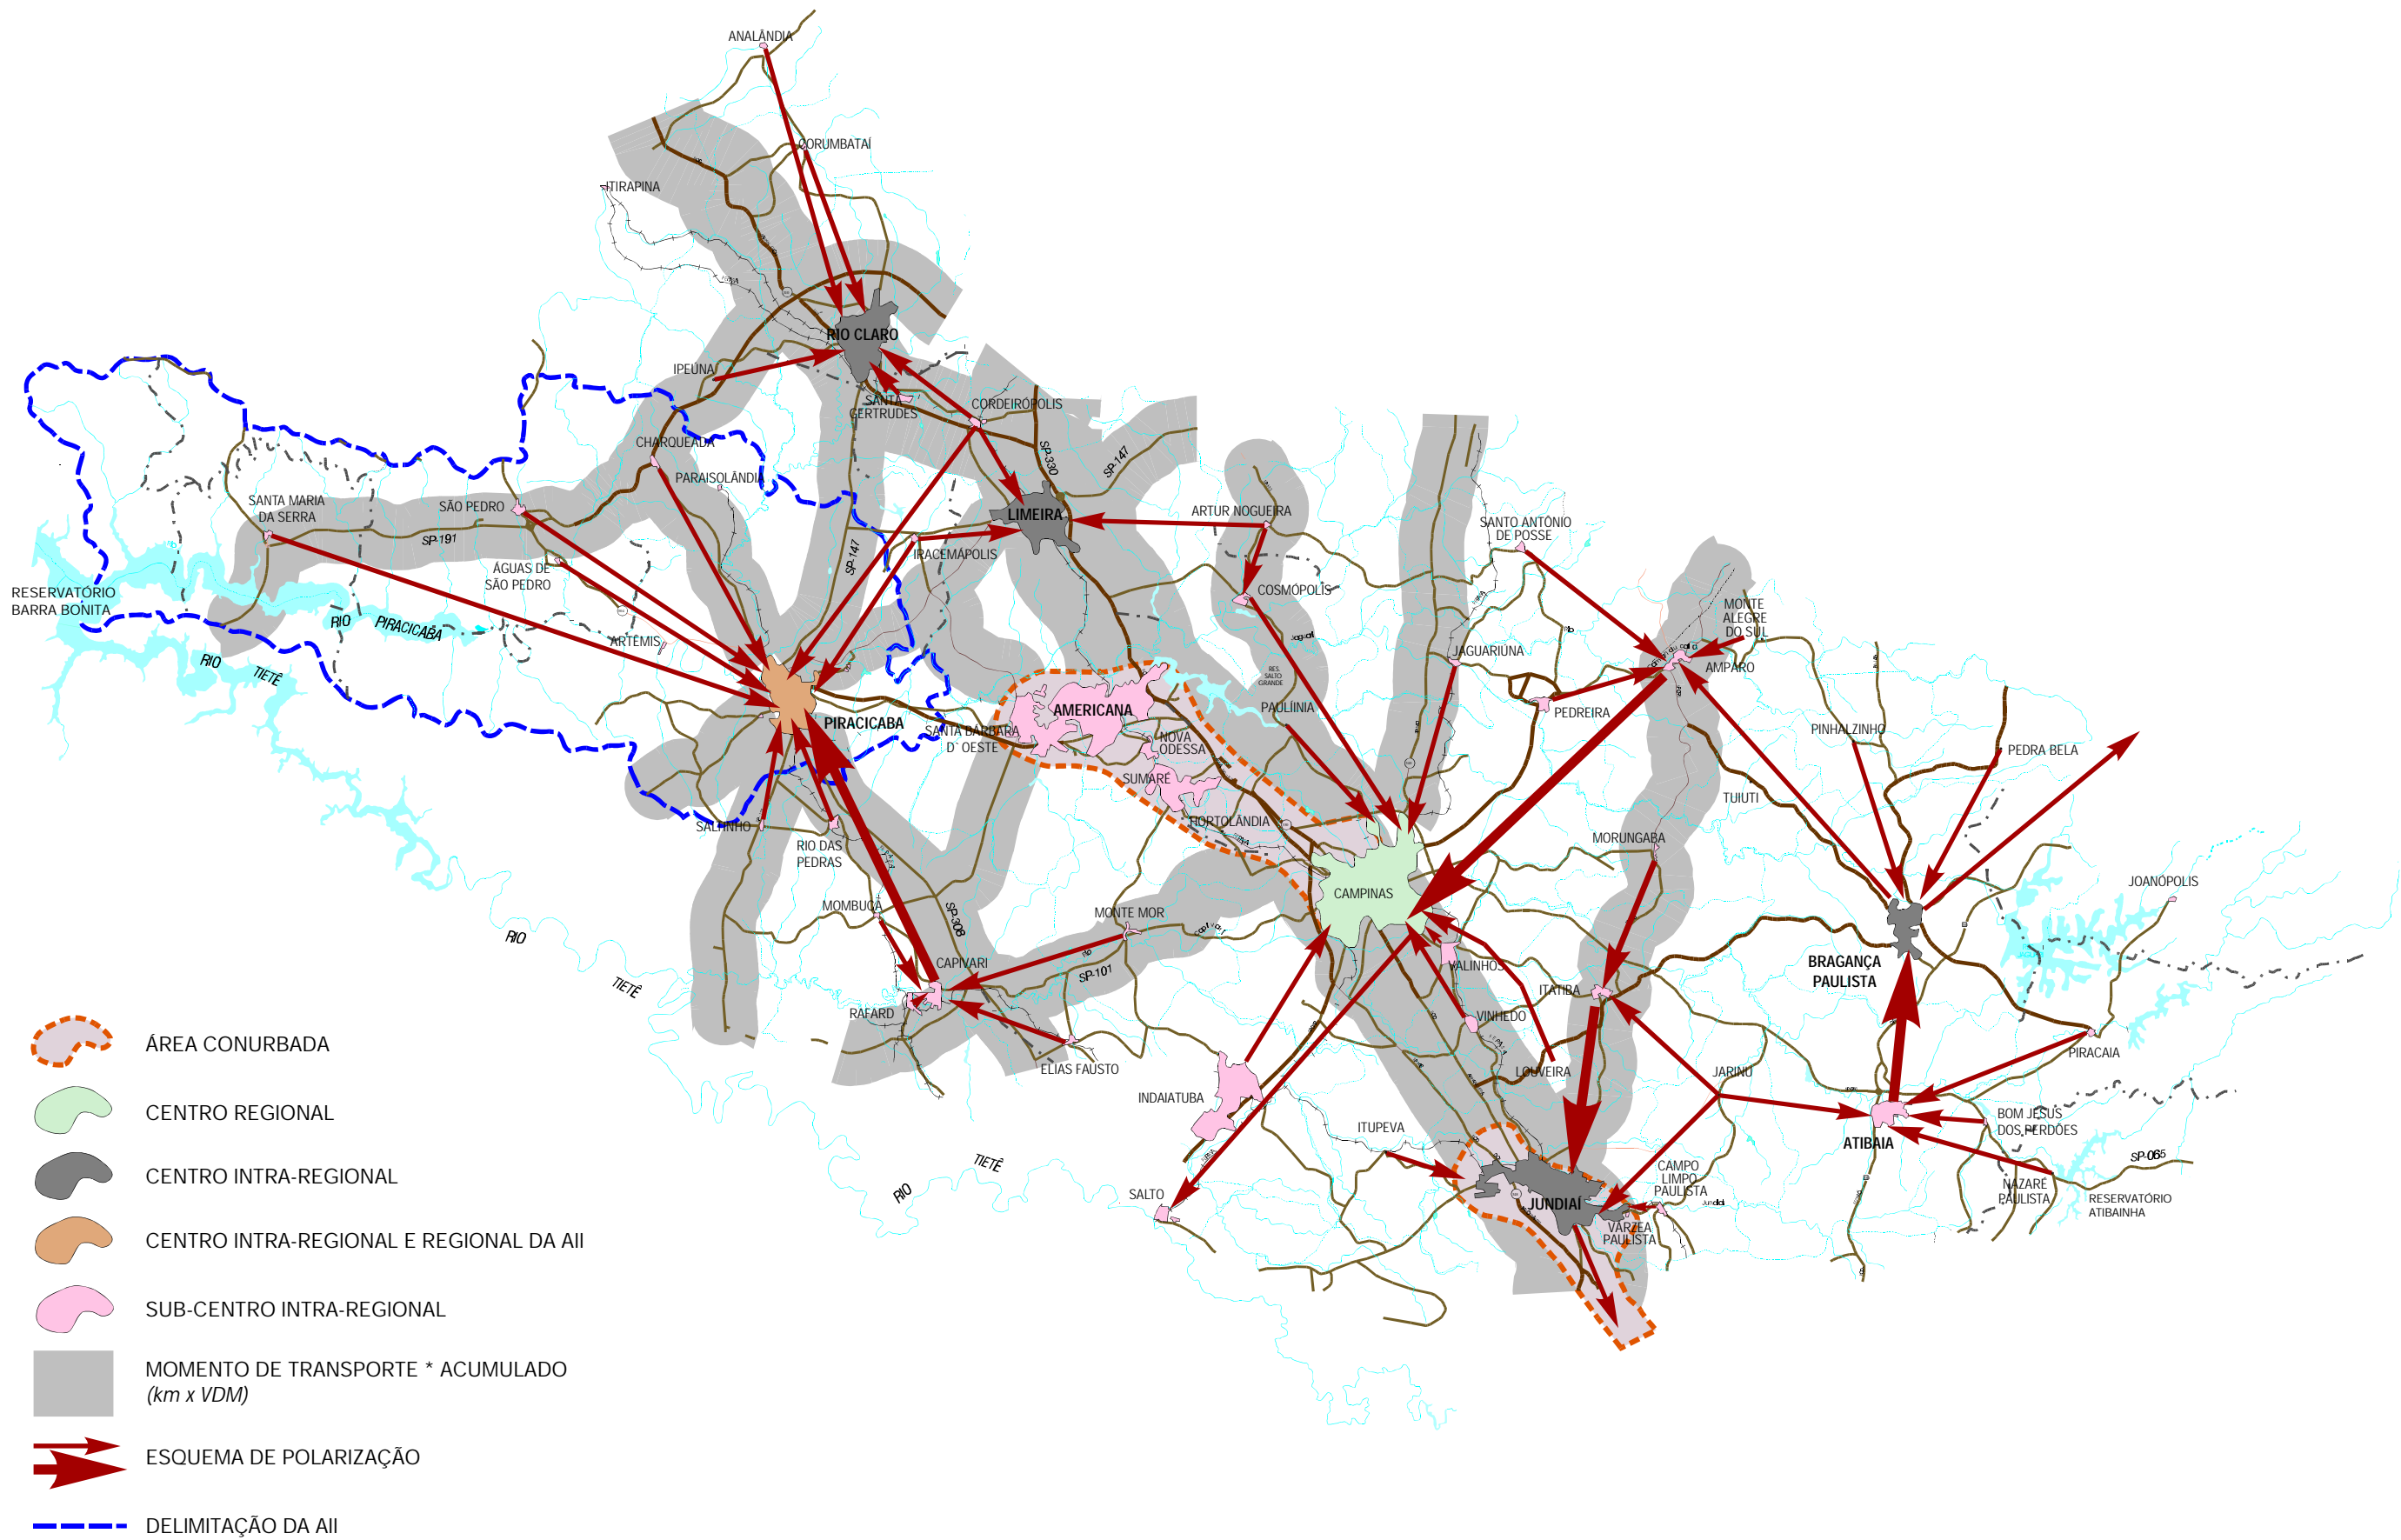 ANALÂNDIA
CORUMBATAÍ
ITIRAPINA
RIO CLARO
IPEÚNA
SANTA
GERTRUDES
CORDEIRÓPOLIS
CHARQUEADA
SP-330
SP-147
PARAISOLÂNDIA
SANTA MARIA
DA SERRA
SÃO PEDRO
LIMEIRA
ARTUR NOGUEIRA
SANTO ANTÔNIO
DE POSSE
SP-191
SP-147
IRACEMÁPOLIS
ÁGUAS DE
SÃO PEDRO
COSMÓPOLIS
RESERVATÓRIO
BARRA BONITA
RIO
PIRACICABA
MONTE
ALEGRE
DO SUL
ARTÊMIS
Jaguari
JAGUARIÚNA
RIO
TIETÊ
RES.
SALTO
GRANDE
AMPARO
AMERICANA
PAULIÍNIA
PEDREIRA
PIRACICABA
SANTA BÁRBARA
D`OESTE
NOVA
ODESSA
PINHALZINHO
PEDRA BELA
SUMARÉ
TUIUTI
SALTINHO
HORTOLÂNDIA
RIO DAS
PEDRAS
MORUNGABA
CAMPINAS
JOANÓPOLIS
MOMBUCA
SP-308
MONTE MOR
RIO
CAPIVARI
SP-101
VALINHOS
BRAGANÇA
PAULISTA
TIETÊ
ITATIBA
RAFARD
VINHEDO
ÁREA CONURBADA
ELIAS FAUSTO
LOUVEIRA
JARINU
PIRACAIA
INDAIATUBA
CENTRO REGIONAL
ITUPEVA
BOM JESUS
DOS PERDÕES
ATIBAIA
TIETÊ
SP-065
CAMPO
LIMPO
PAULISTA
CENTRO INTRA-REGIONAL
RIO
SALTO
JUNDIAÍ
Jundiaí
NAZARÉ
PAULISTA
RESERVATÓRIO
ATIBAINHA
VÁRZEA
PAULISTA
CENTRO INTRA-REGIONAL E REGIONAL DA AII
SUB-CENTRO INTRA-REGIONAL
MOMENTO DE TRANSPORTE * ACUMULADO
(km x VDM)
ESQUEMA DE POLARIZAÇÃO
DELIMITAÇÃO DA AII